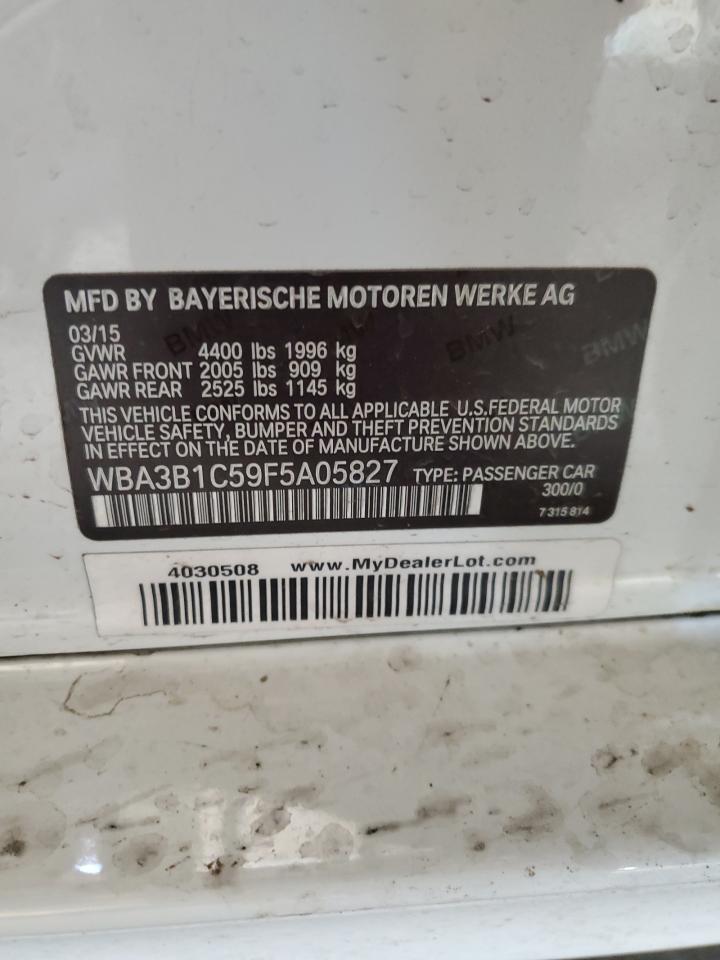 MFD BY BAYERISCHE MOTOREN WERKE AG
03/15
GVWR 4400 lbs 1996 kg
GAWR FRONT 2005 lbs 909 kg
GAWR REAR 2525 lbs 1145 kg
THIS VEHICLE CONFORMS TO ALL APPLICABLE U.S.FEDERAL MOTOR
VEHICLE SAFETY, BUMPER AND THEFT PREVENTION STANDARDS
IN EFFECT ON THE DATE OF MANUFACTURE SHOWN ABOVE.
WBA3B1C59F5A05827 TYPE: PASSENGER CAR
300/0
7 315 814
4030508 www.MyDealerLot.com
BMW
BMW
BMW